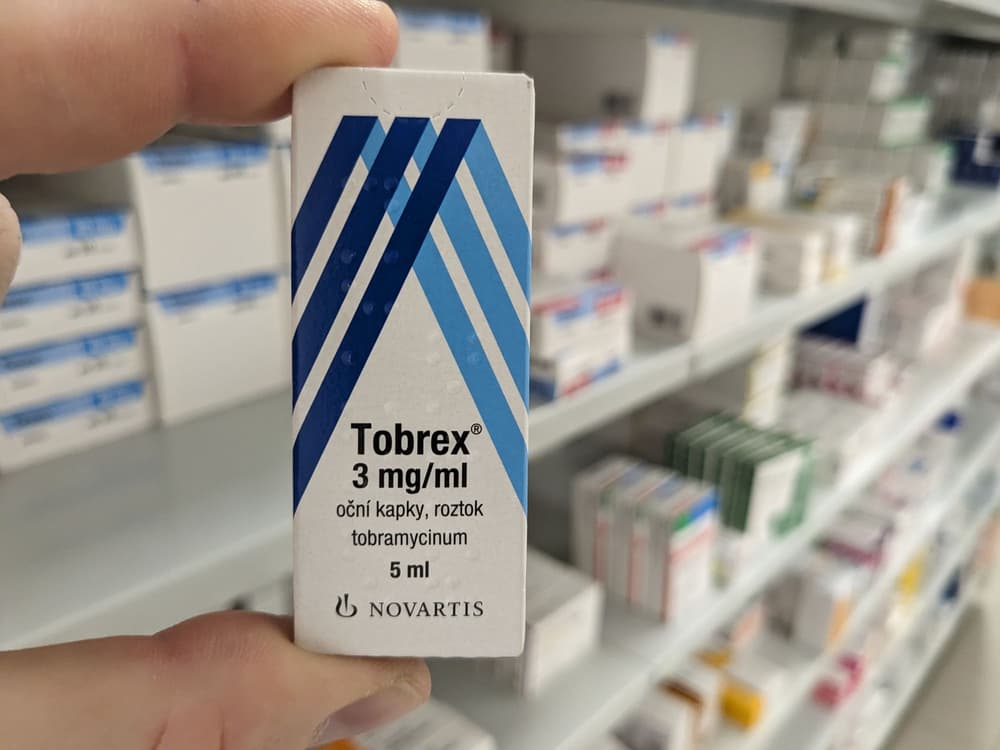 Tobrex®
3 mg/ml
oční kapky, roztok
tobramycinum
5 ml
NOVARTIS